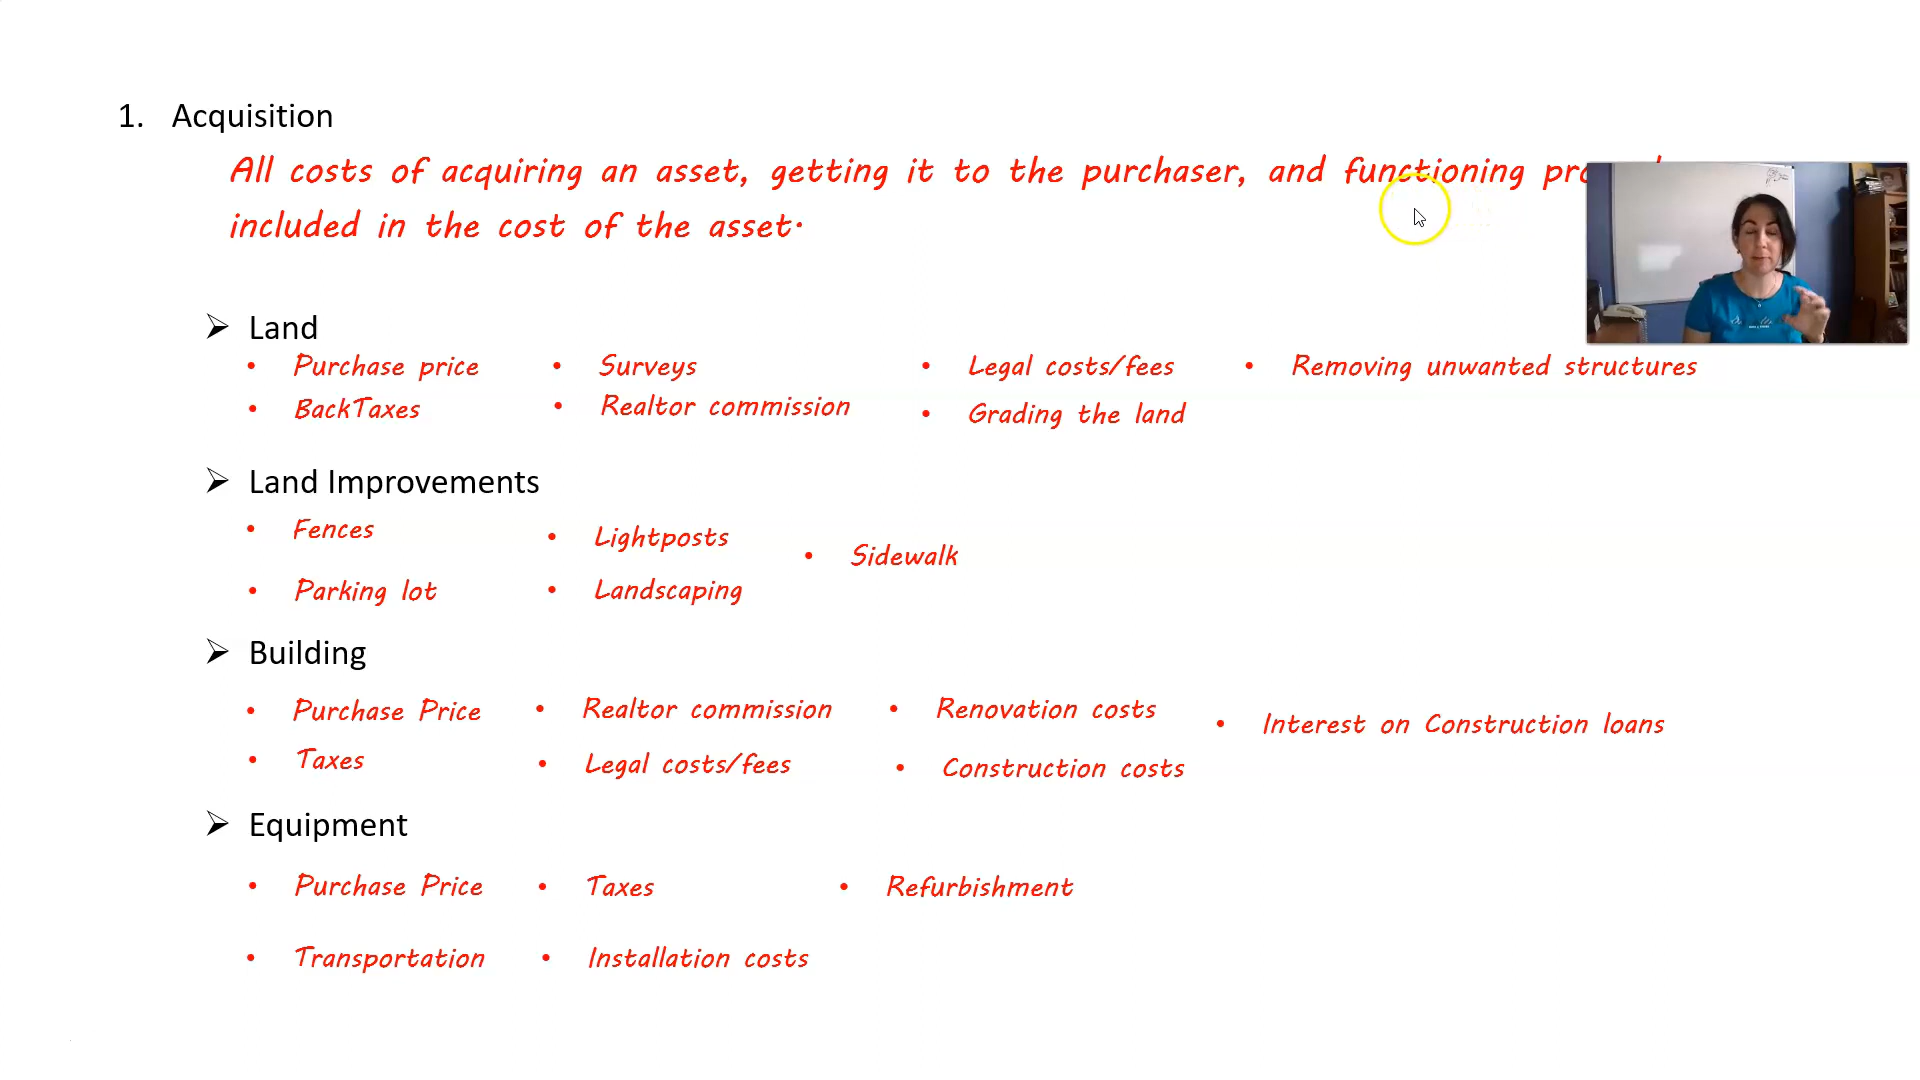 1. Acquisition
All costs of acquiring an asset, getting it to the purchaser, and functioning
included in the cost of the asset.
➢ Land
• Purchase price • Surveys • Legal costs/fees • Removing unwanted structures
• BackTaxes • Realtor commission • Grading the land
➢ Land Improvements
• Fences • Lightposts • Sidewalk
• Parking lot • Landscaping
➢ Building
• Purchase Price • Realtor commission • Renovation costs • Interest on Construction loans
• Taxes • Legal costs/fees • Construction costs
➢ Equipment
• Purchase Price • Taxes • Refurbishment
• Transportation • Installation costs